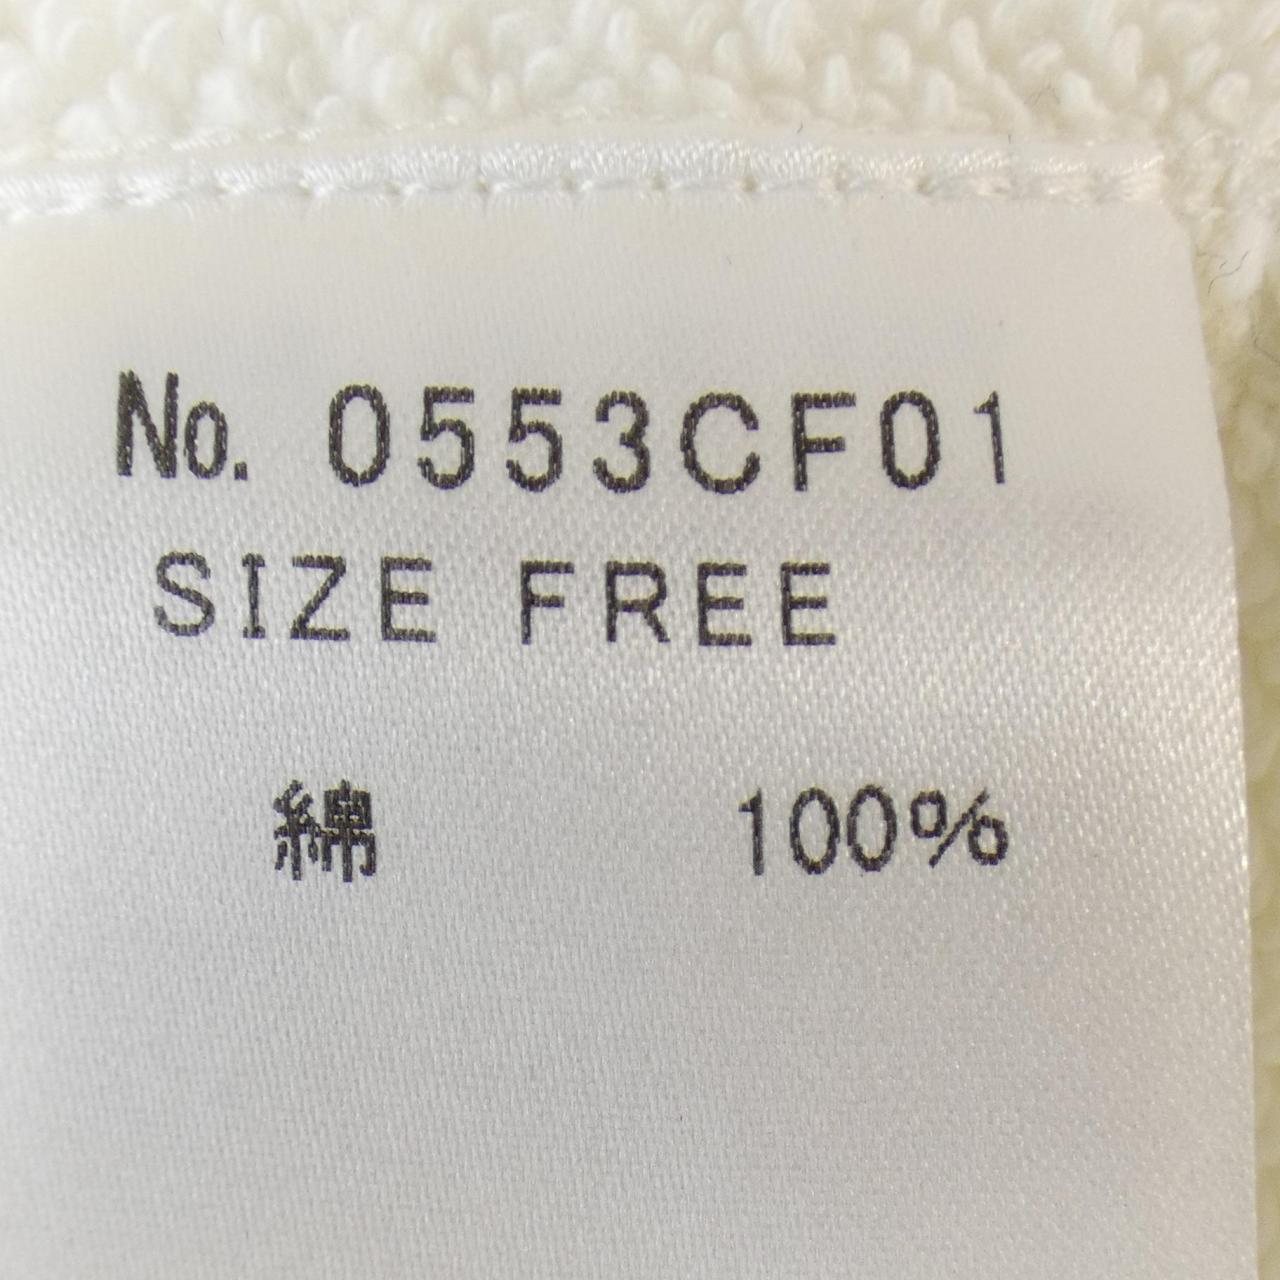 No. 0553CF01
SIZE FREE
綿 100%